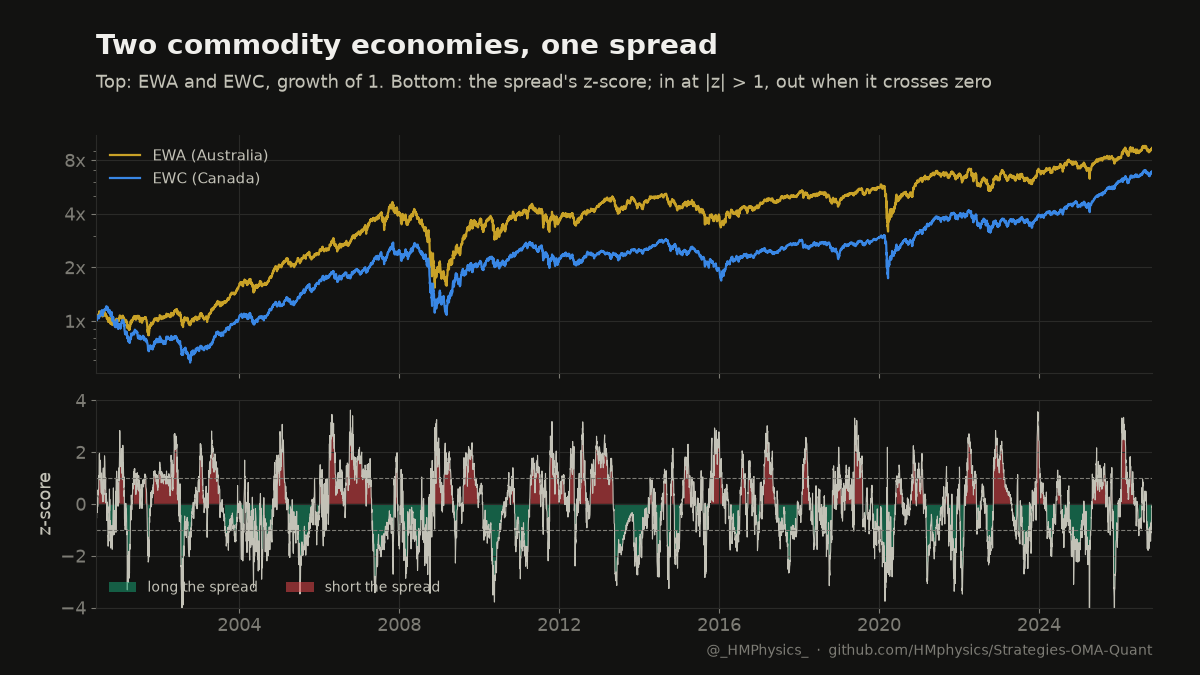 Two commodity economies, one spread
Top: EWA and EWC, growth of 1. Bottom: the spread's z-score; in at |z| > 1, out when it crosses zero
EWA (Australia)
EWC (Canada)
8x
4x
2x
1x
z-score
4
2
0
−2
−4
long the spread
short the spread
2004 2008 2012 2016 2020 2024
@_HMPhysics_ · github.com/HMphysics/Strategies-OMA-Quant